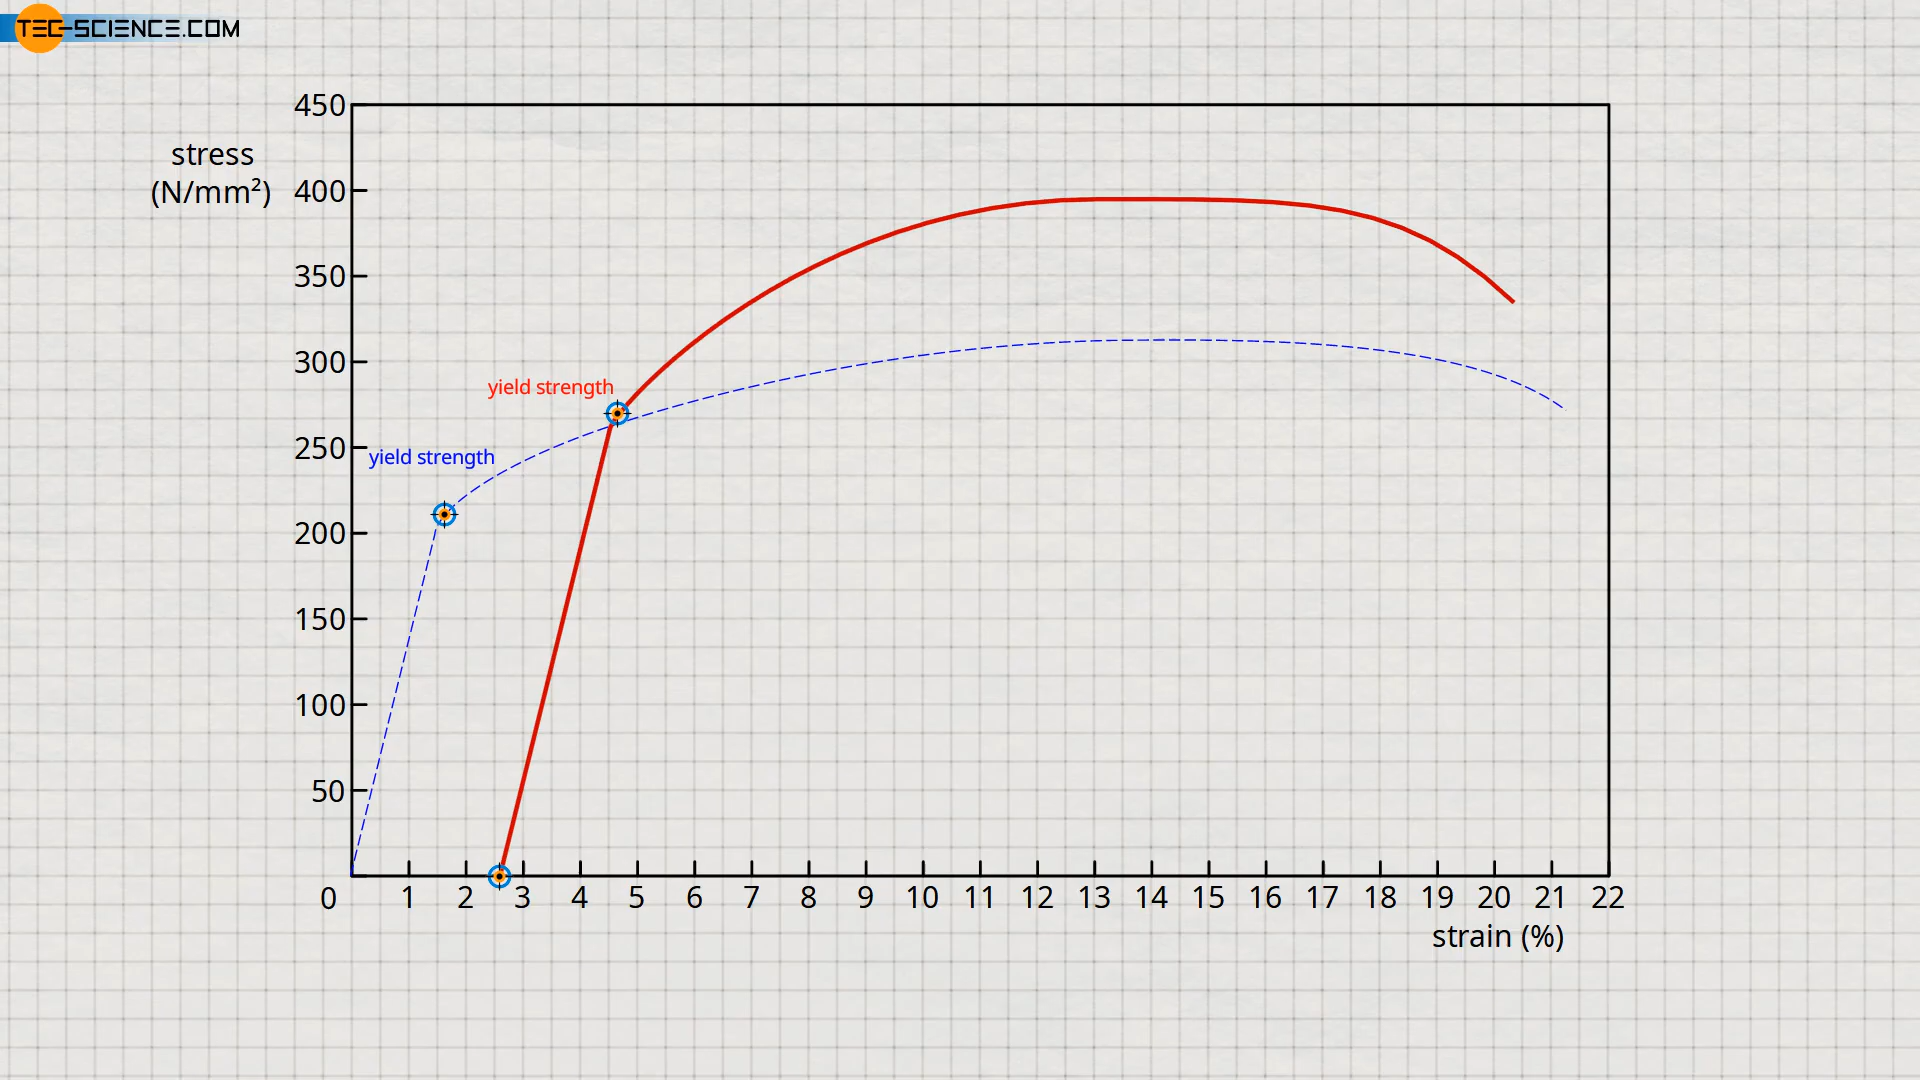 TEC-SCIENCE.COM
450
stress
(N/mm²)
400
350
300
yield strength
250
yield strength
200
150
100
50
0 1 2 3 4 5 6 7 8 9 10 11 12 13 14 15 16 17 18 19 20 21 22
strain (%)